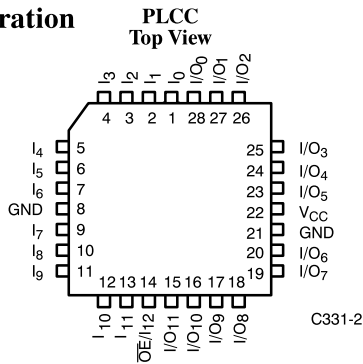 ration
PLCC
Top View
I3 I2 I1 I0 I/O0 I/O1 I/O2
4 3 2 1 28 27 26
I4 5
I5 6
I6 7
GND 8
I7 9
I8 10
I9 11
25 I/O3
24 I/O4
23 I/O5
22 VCC
21 GND
20 I/O6
19 I/O7
12 13 14 15 16 17 18
I10 I11 O̅E̅/I12 I/O11 I/O10 I/O9 I/O8
C331-2